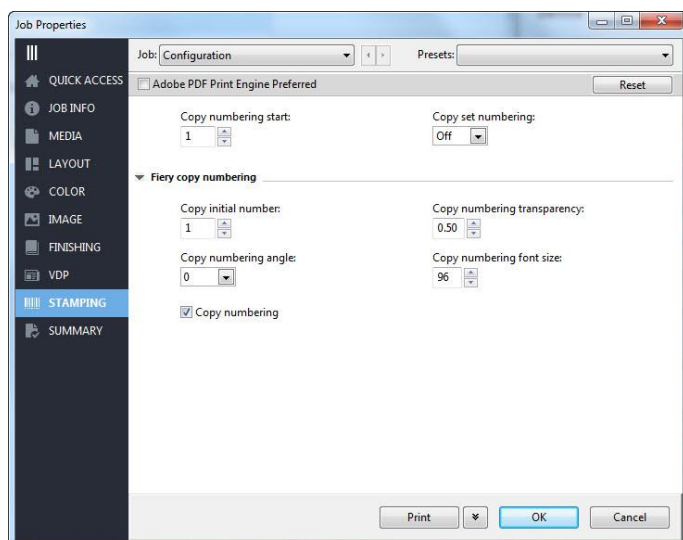 Job Properties
Job: Configuration Presets:
QUICK ACCESS
Adobe PDF Print Engine Preferred Reset
JOB INFO
Copy numbering start: Copy set numbering:
1 Off
MEDIA
LAYOUT
Fiery copy numbering
COLOR
Copy initial number: Copy numbering transparency:
1 0.50
IMAGE
FINISHING
Copy numbering angle: Copy numbering font size:
0 96
VDP
STAMPING
Copy numbering
SUMMARY
Print OK Cancel